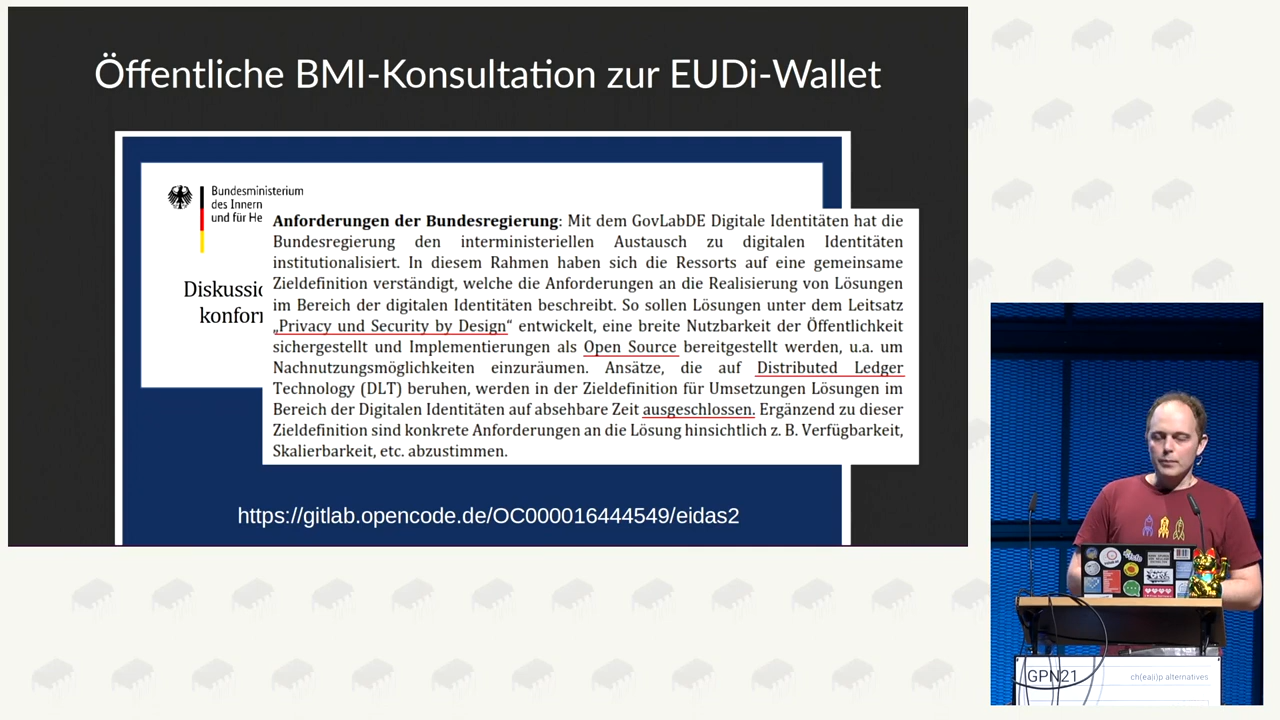 Öffentliche BMI-Konsultation zur EUDi-Wallet
Bundesministerium
des Innern
und für He
Diskussio
konforn
Anforderungen der Bundesregierung: Mit dem GovLabDE Digitale Identitäten hat die
Bundesregierung den interministeriellen Austausch zu digitalen Identitäten
institutionalisiert. In diesem Rahmen haben sich die Ressorts auf eine gemeinsame
Zieldefinition verständigt, welche die Anforderungen an die Realisierung von Lösungen
im Bereich der digitalen Identitäten beschreibt. So sollen Lösungen unter dem Leitsatz
„Privacy und Security by Design“ entwickelt, eine breite Nutzbarkeit der Öffentlichkeit
sichergestellt und Implementierungen als Open Source bereitgestellt werden, u.a. um
Nachnutzungsmöglichkeiten einzuräumen. Ansätze, die auf Distributed Ledger
Technology (DLT) beruhen, werden in der Zieldefinition für Umsetzungen Lösungen im
Bereich der Digitalen Identitäten auf absehbare Zeit ausgeschlossen. Ergänzend zu dieser
Zieldefinition sind konkrete Anforderungen an die Lösung hinsichtlich z. B. Verfügbarkeit,
Skalierbarkeit, etc. abzustimmen.
https://gitlab.opencode.de/OC000016444549/eidas2
GPN21
ch(ea|i)p alternatives